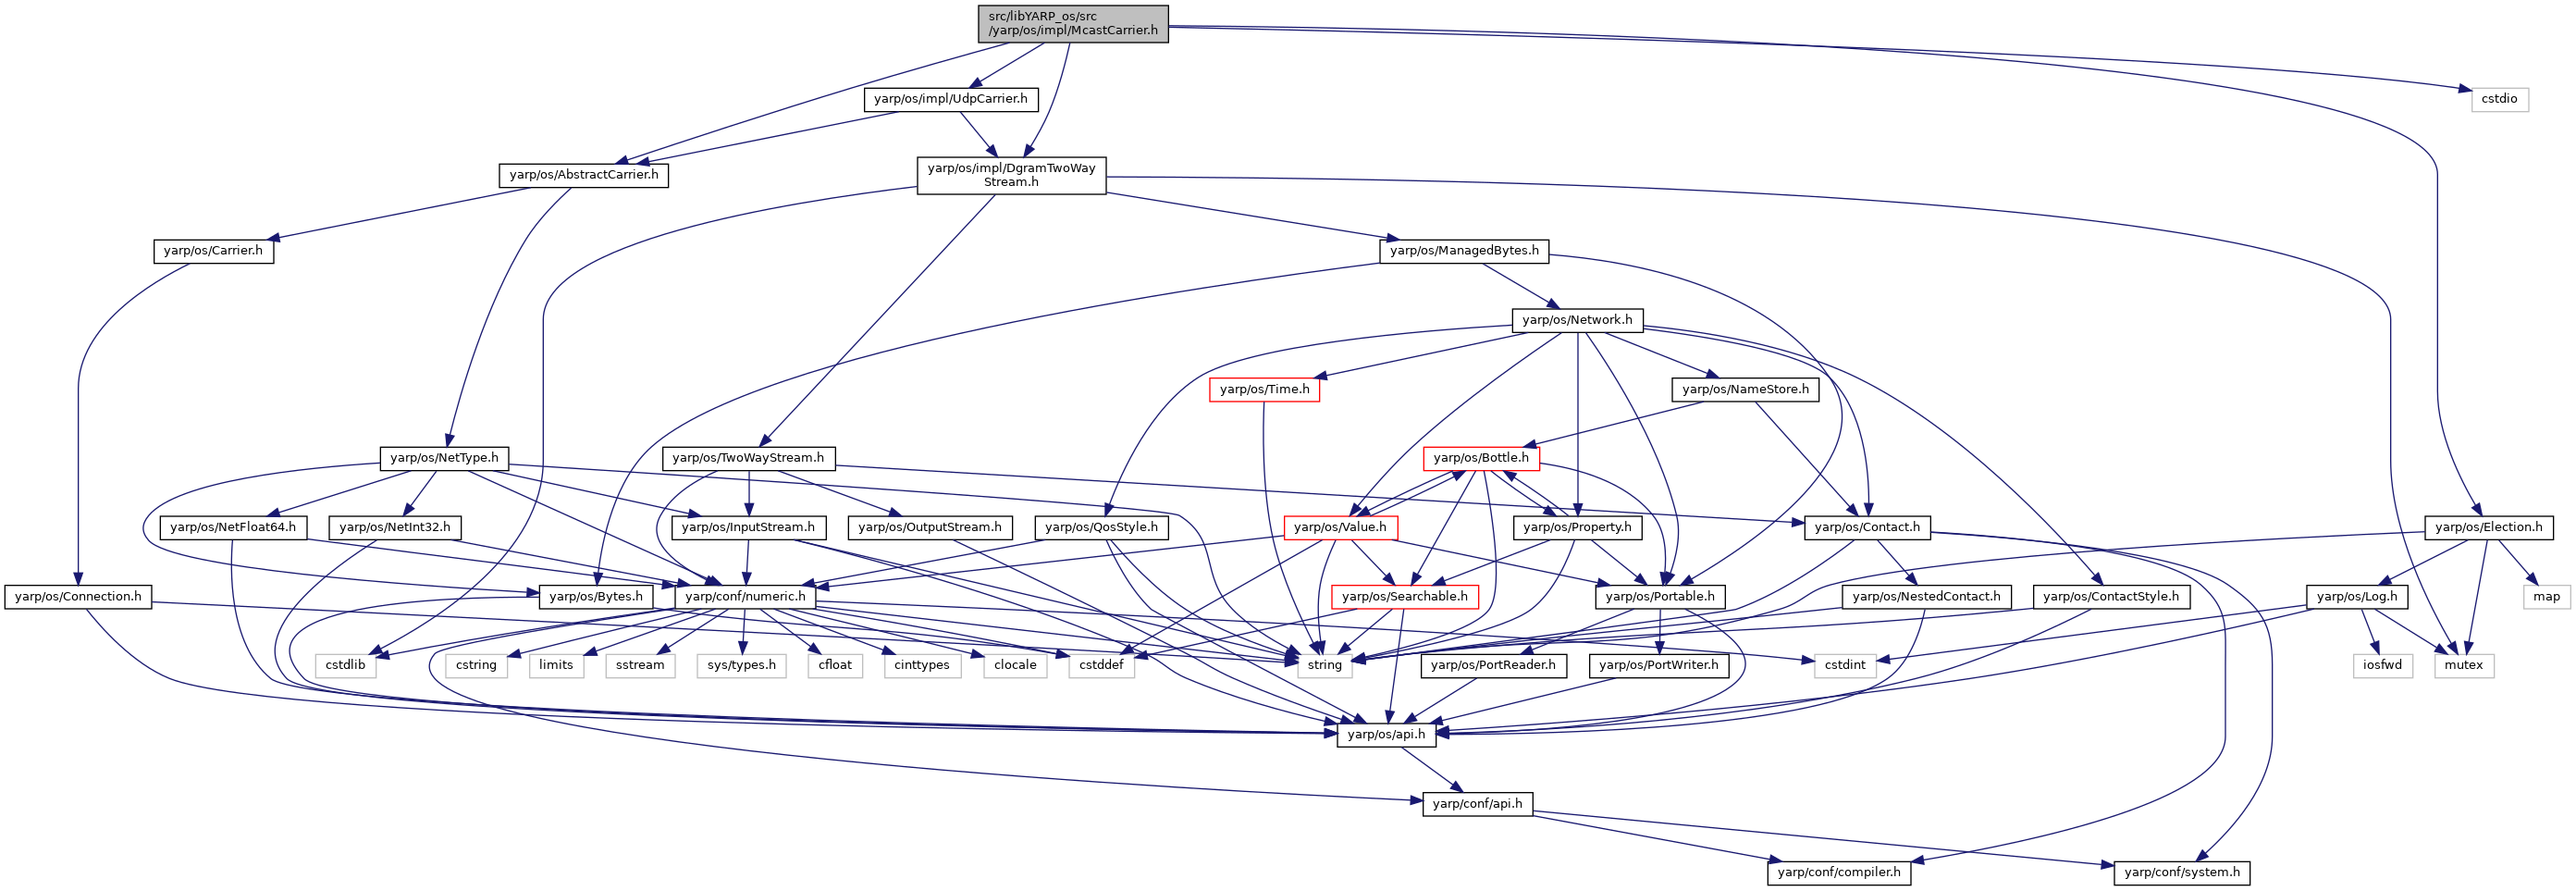 src/libYARP_os/src
/yarp/os/impl/McastCarrier.h
yarp/os/impl/UdpCarrier.h
cstdio
yarp/os/AbstractCarrier.h
yarp/os/impl/DgramTwoWay
Stream.h
yarp/os/Carrier.h
yarp/os/ManagedBytes.h
yarp/os/Network.h
yarp/os/Time.h
yarp/os/NameStore.h
yarp/os/NetType.h
yarp/os/TwoWayStream.h
yarp/os/Bottle.h
yarp/os/NetFloat64.h
yarp/os/NetInt32.h
yarp/os/InputStream.h
yarp/os/OutputStream.h
yarp/os/QosStyle.h
yarp/os/Value.h
yarp/os/Property.h
yarp/os/Contact.h
yarp/os/Election.h
yarp/os/Connection.h
yarp/os/Bytes.h
yarp/conf/numeric.h
yarp/os/Searchable.h
yarp/os/Portable.h
yarp/os/NestedContact.h
yarp/os/ContactStyle.h
yarp/os/Log.h
map
cstdlib
cstring
limits
sstream
sys/types.h
cfloat
cinttypes
clocale
cstddef
string
yarp/os/PortReader.h
yarp/os/PortWriter.h
cstdint
iosfwd
mutex
yarp/os/api.h
yarp/conf/api.h
yarp/conf/compiler.h
yarp/conf/system.h